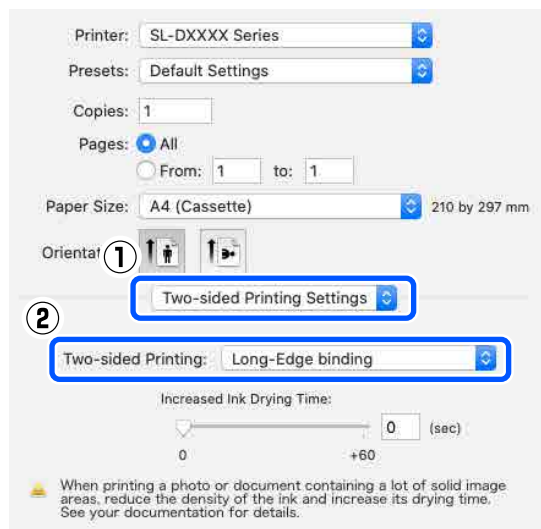 Printer: SL-DXXXX Series
Presets: Default Settings
Copies: 1
Pages: All
From: 1 to: 1
Paper Size: A4 (Cassette) 210 by 297 mm
Orientat
1
Two-sided Printing Settings
2
Two-sided Printing: Long-Edge binding
Increased Ink Drying Time:
0 (sec)
0 +60
When printing a photo or document containing a lot of solid image
areas, reduce the density of the ink and increase its drying time.
See your documentation for details.